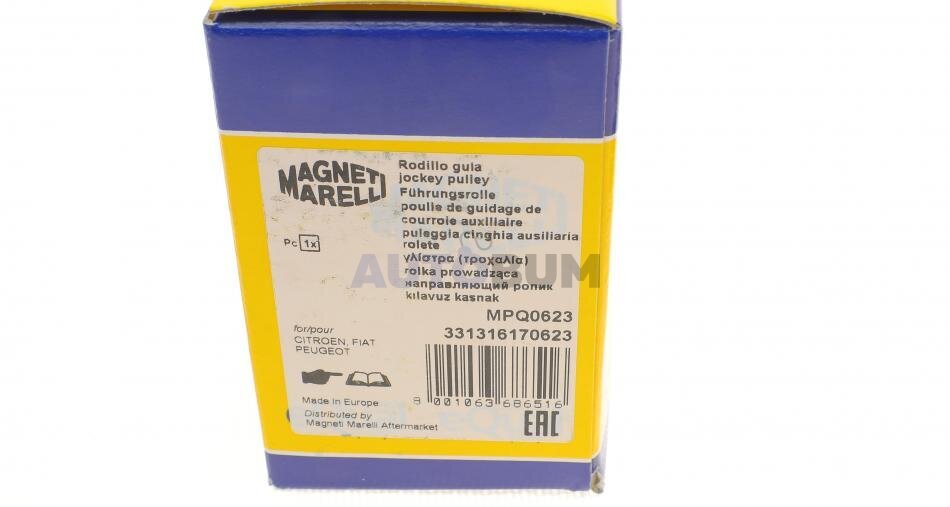 MAGNETI
MARELLI
Pc 1x
Rodillo guia
jockey pulley
Führungsrolle
poulie de guidage de
courroie auxiliaire
puleggia cinghia ausiliaria
rolete
γλίστρα (τροχαλία)
rolka prowadząca
направляющий ролик
kılavuz kasnak
AUTOBUM
MPQ0623
331316170623
for/pour
CITROEN, FIAT
PEUGEOT
8 001063 686516
Made in Europe
Distributed by
Magneti Marelli Aftermarket
EAC